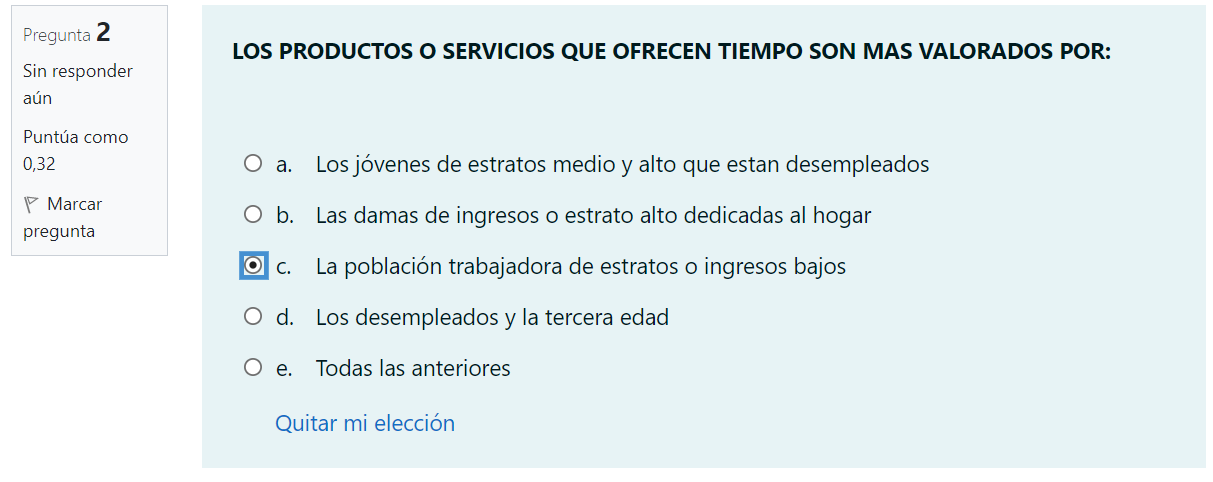 Pregunta 2
Sin responder
aún
Puntúa como
0,32
Marcar
pregunta
LOS PRODUCTOS O SERVICIOS QUE OFRECEN TIEMPO SON MAS VALORADOS POR:
a. Los jóvenes de estratos medio y alto que estan desempleados
b. Las damas de ingresos o estrato alto dedicadas al hogar
c. La población trabajadora de estratos o ingresos bajos
d. Los desempleados y la tercera edad
e. Todas las anteriores
Quitar mi elección